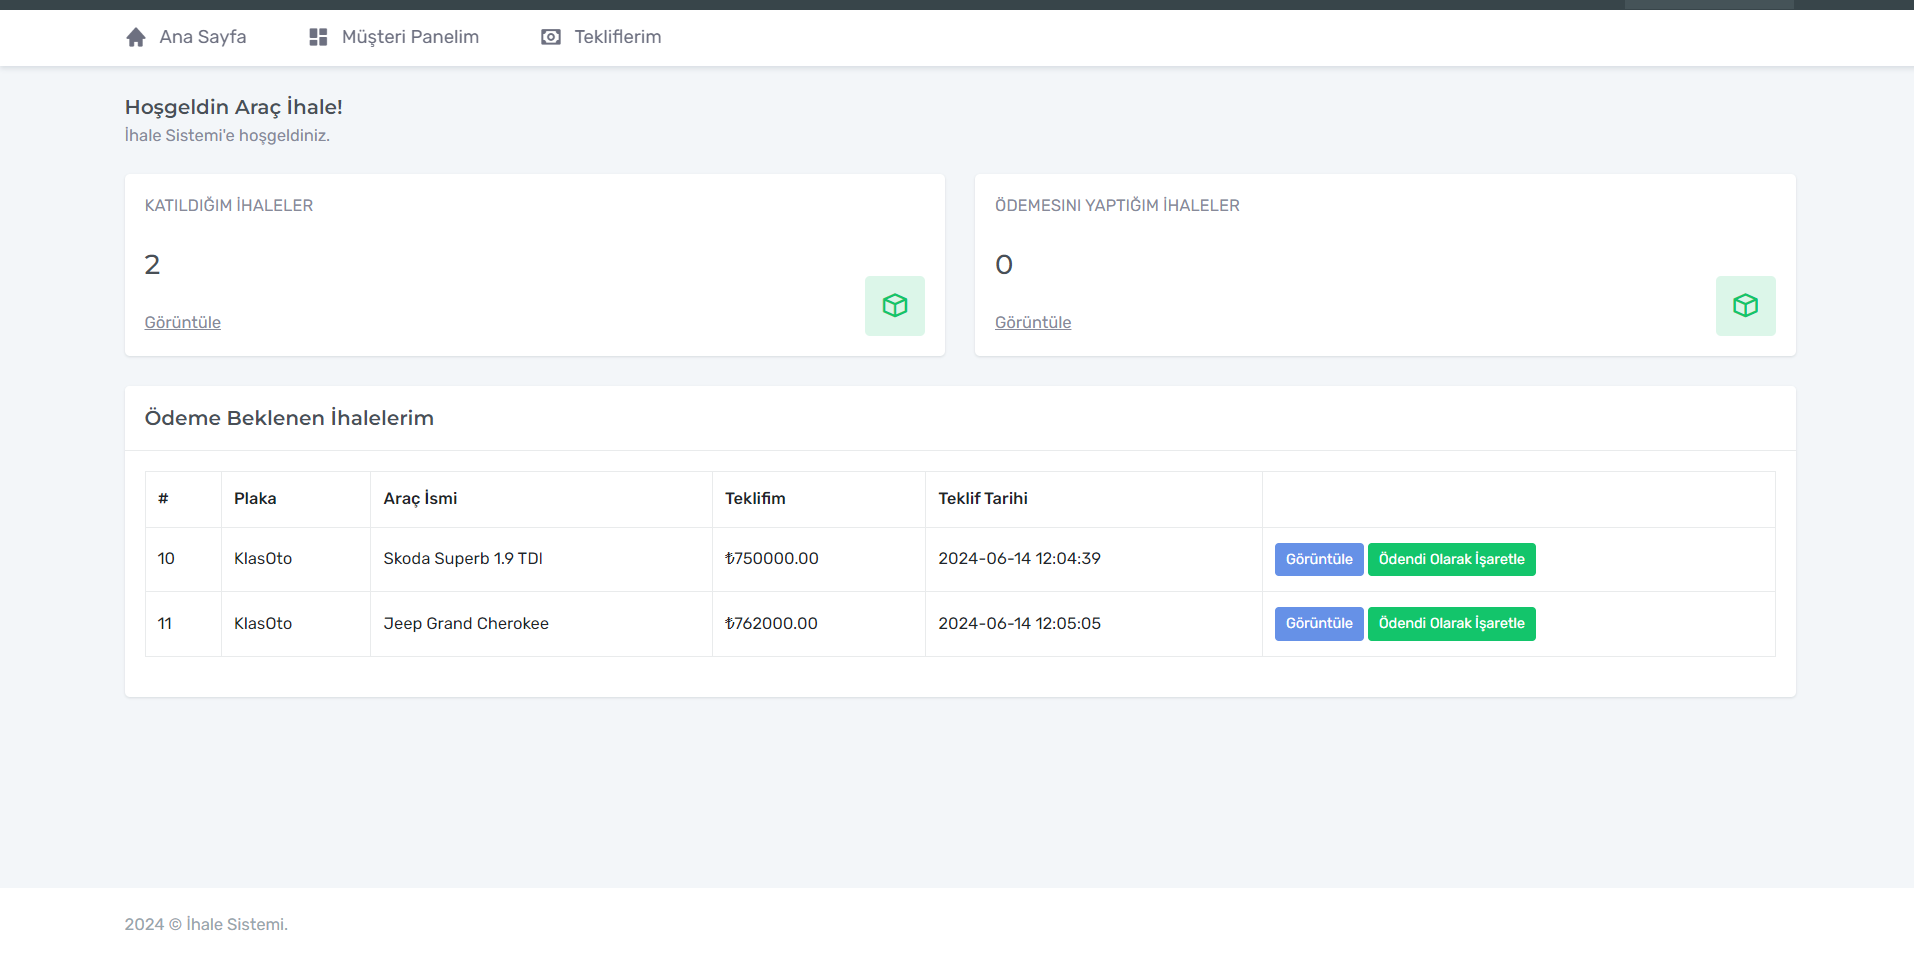 Ana Sayfa Müşteri Panelim Tekliflerim
Hoşgeldin Araç İhale!
İhale Sistemi'e hoşgeldiniz.
KATILDIĞIM İHALELER
2
Görüntüle
ÖDEMESINI YAPTIĞIM İHALELER
0
Görüntüle
Ödeme Beklenen İhalelerim
# Plaka Araç İsmi Teklifim Teklif Tarihi
10 KlasOto Skoda Superb 1.9 TDI ₺750000.00 2024-06-14 12:04:39 Görüntüle Ödendi Olarak İşaretle
11 KlasOto Jeep Grand Cherokee ₺762000.00 2024-06-14 12:05:05 Görüntüle Ödendi Olarak İşaretle
2024 © İhale Sistemi.